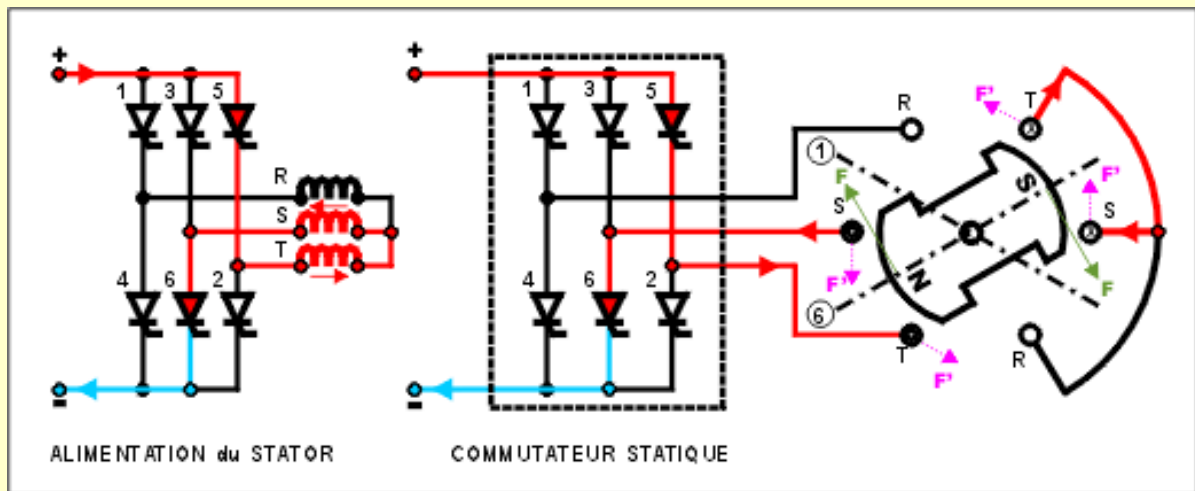 +
1 3 5
R
S
T
4 6 2
-
ALIMENTATION du STATOR
+
1 3 5
4 6 2
-
COMMUTATEUR STATIQUE
R F' T
1
F S F'
S S
F' N F
6
T F' R